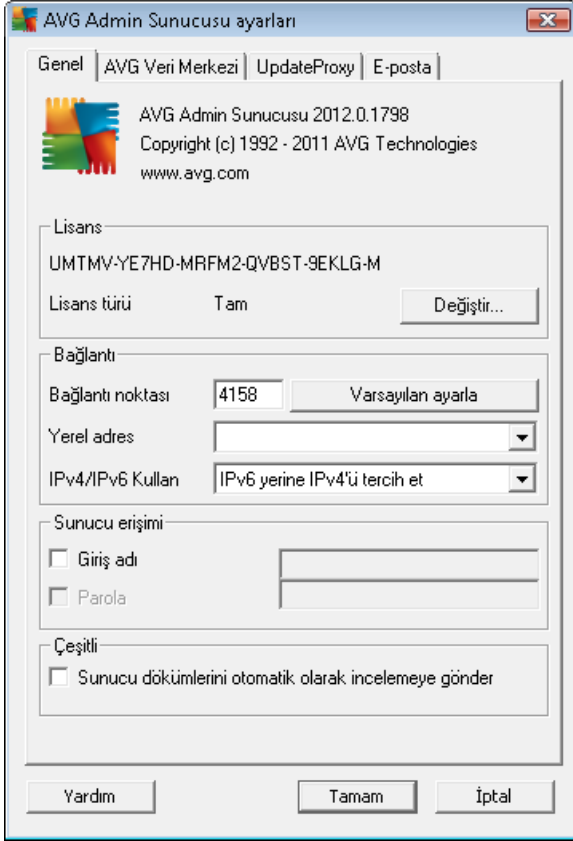 AVG Admin Sunucusu ayarları
Genel AVG Veri Merkezi UpdateProxy E-posta
AVG Admin Sunucusu 2012.0.1798
Copyright (c) 1992 - 2011 AVG Technologies
www.avg.com
Lisans
UMTMV-YE7HD-MRFM2-QVBST-9EKLG-M
Lisans türü Tam Değiştir...
Bağlantı
Bağlantı noktası 4158 Varsayılan ayarla
Yerel adres
IPv4/IPv6 Kullan IPv6 yerine IPv4'ü tercih et
Sunucu erişimi
Giriş adı
Parola
Çeşitli
Sunucu dökümlerini otomatik olarak incelemeye gönder
Yardım Tamam İptal